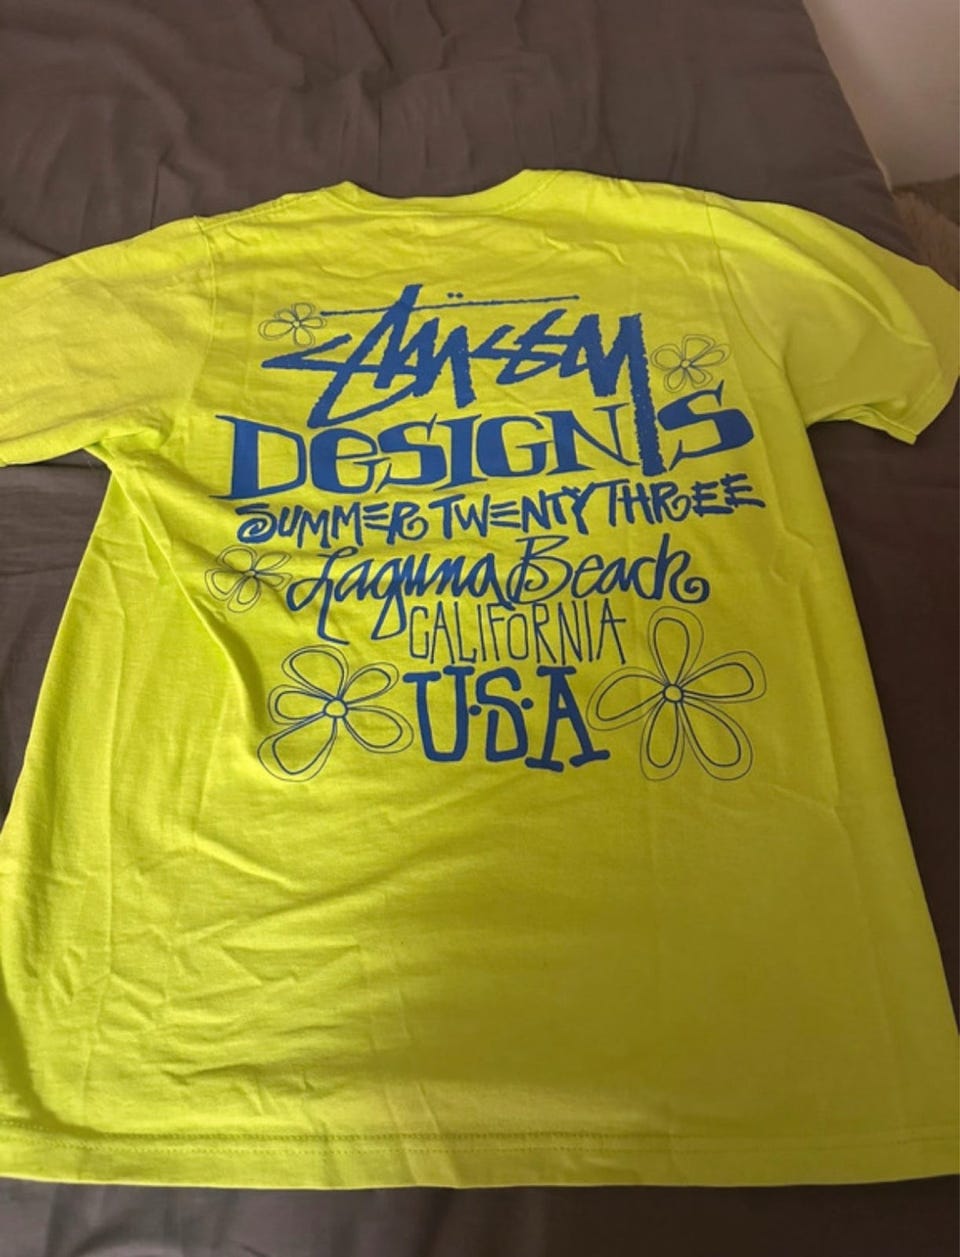 Stüssy
DESIGNS
SUMMER TWENTY THREE
Laguna Beach
CALIFORNIA
U.S.A